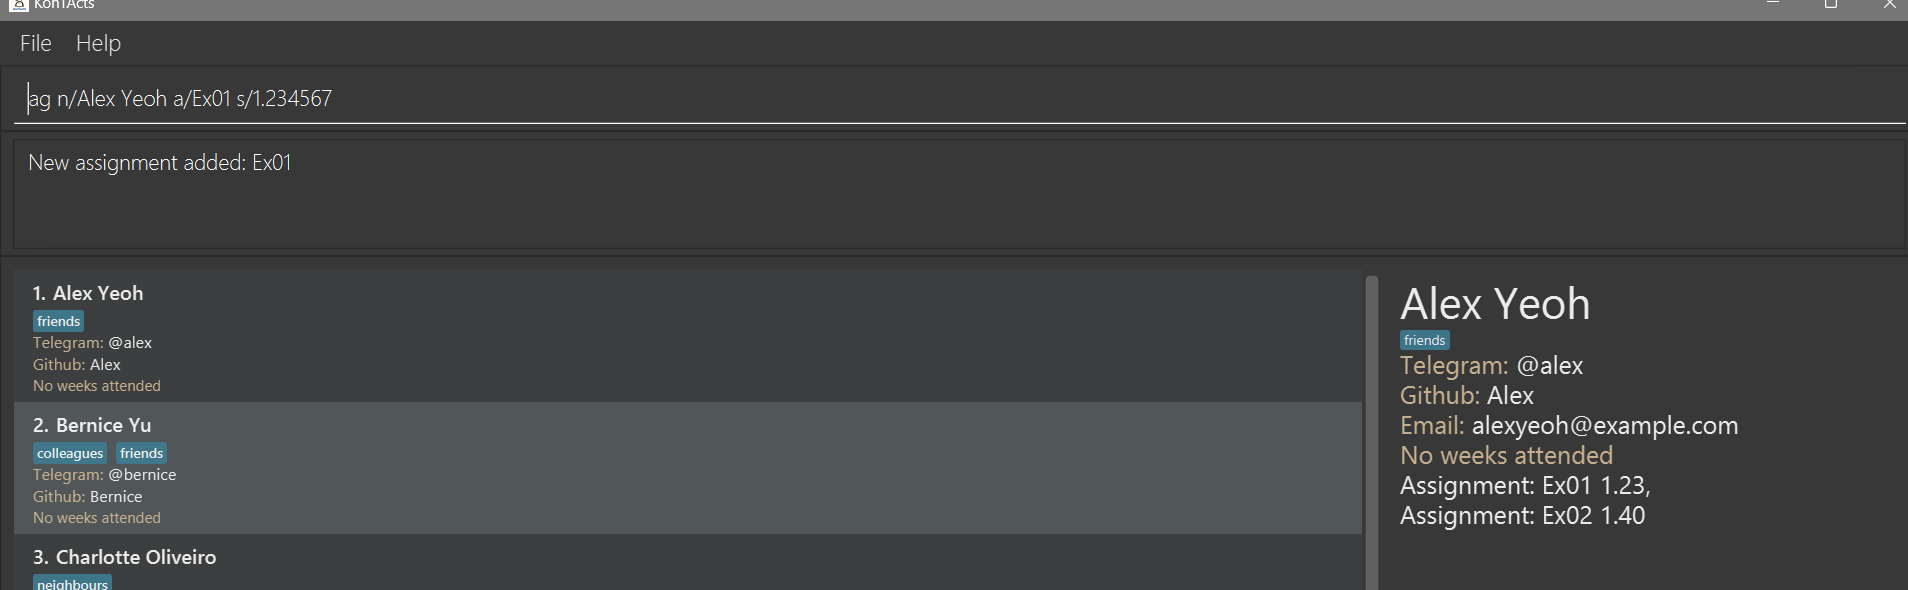 KonTActs
File Help
ag n/Alex Yeoh a/Ex01 s/1.234567
New assignment added: Ex01
1. Alex Yeoh
friends
Telegram: @alex
Github: Alex
No weeks attended
2. Bernice Yu
colleagues friends
Telegram: @bernice
Github: Bernice
No weeks attended
3. Charlotte Oliveiro
neighbours
Alex Yeoh
friends
Telegram: @alex
Github: Alex
Email: alexyeoh@example.com
No weeks attended
Assignment: Ex01 1.23,
Assignment: Ex02 1.40